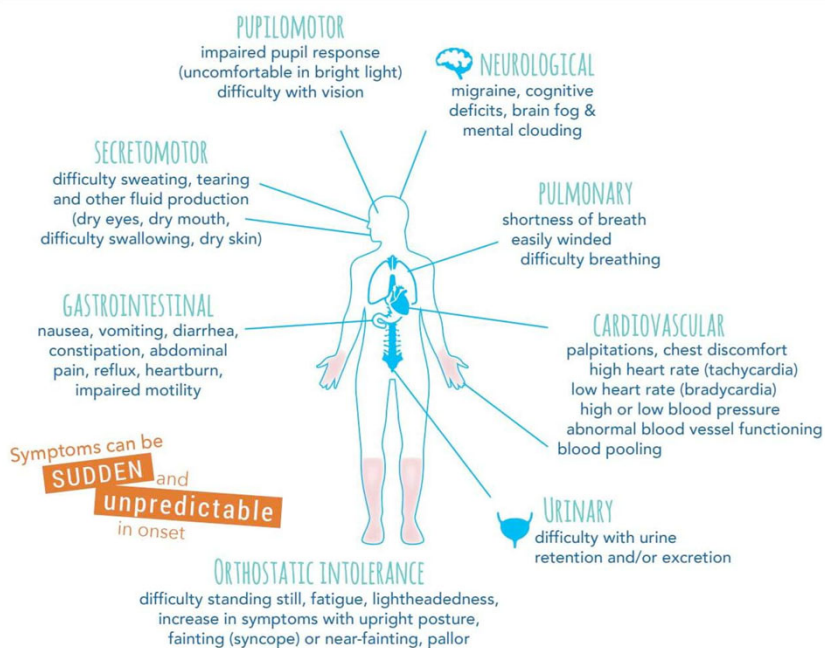 PUPILOMOTOR
impaired pupil response
(uncomfortable in bright light)
difficulty with vision
NEUROLOGICAL
migraine, cognitive
deficits, brain fog &
mental clouding
SECRETOMOTOR
difficulty sweating, tearing
and other fluid production
(dry eyes, dry mouth,
difficulty swallowing, dry skin)
PULMONARY
shortness of breath
easily winded
difficulty breathing
GASTROINTESTINAL
nausea, vomiting, diarrhea,
constipation, abdominal
pain, reflux, heartburn,
impaired motility
CARDIOVASCULAR
palpitations, chest discomfort
high heart rate (tachycardia)
low heart rate (bradycardia)
high or low blood pressure
abnormal blood vessel functioning
blood pooling
Symptoms can be
SUDDEN and
unpredictable
in onset
URINARY
difficulty with urine
retention and/or excretion
ORTHOSTATIC INTOLERANCE
difficulty standing still, fatigue, lightheadedness,
increase in symptoms with upright posture,
fainting (syncope) or near-fainting, pallor